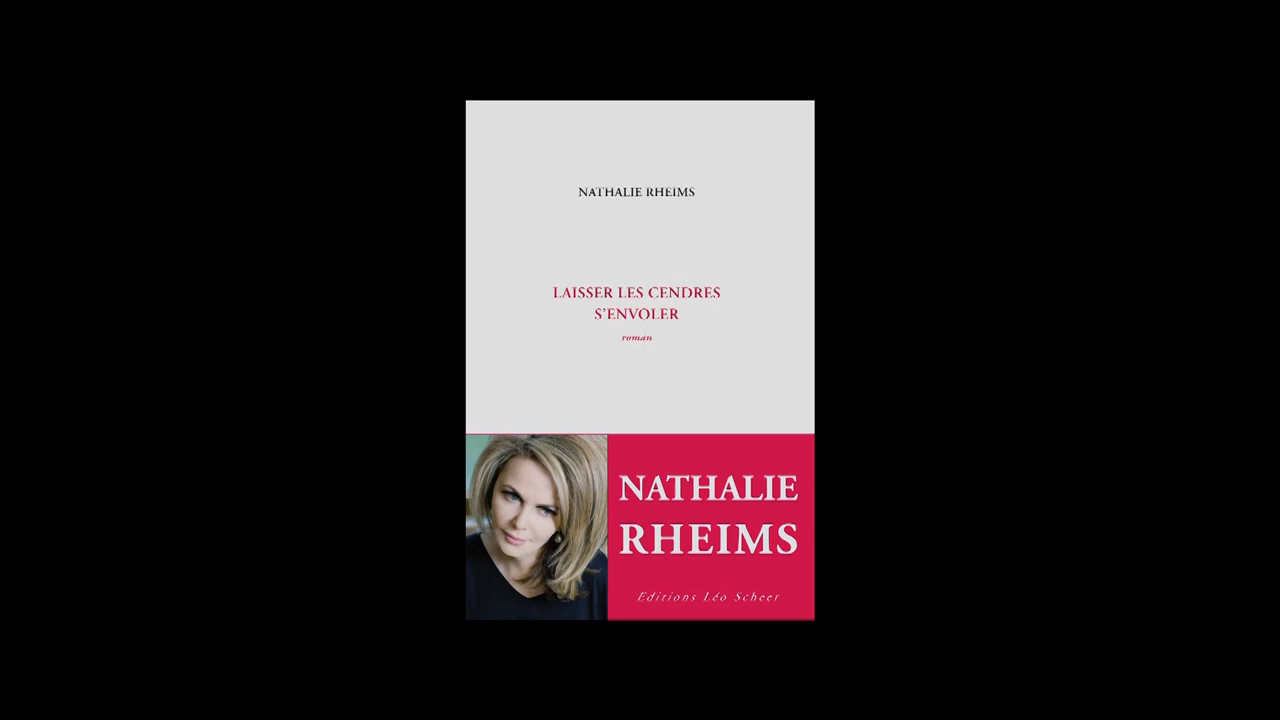 NATHALIE RHEIMS
LAISSER LES CENDRES
S'ENVOLER
roman
NATHALIE
RHEIMS
Editions Léo Scheer